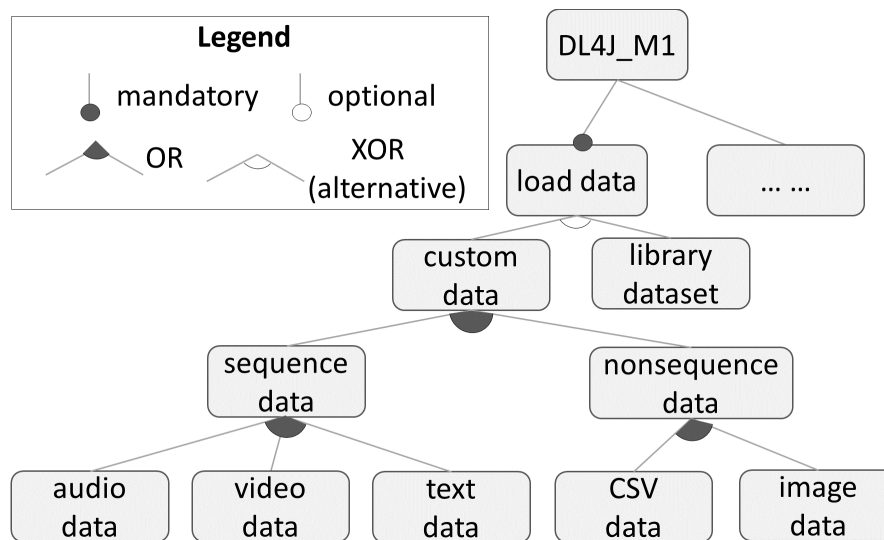 Legend
mandatory
optional
OR
XOR
(alternative)
DL4J_M1
load data
... ...
custom
data
library
dataset
sequence
data
nonsequence
data
audio
data
video
data
text
data
CSV
data
image
data